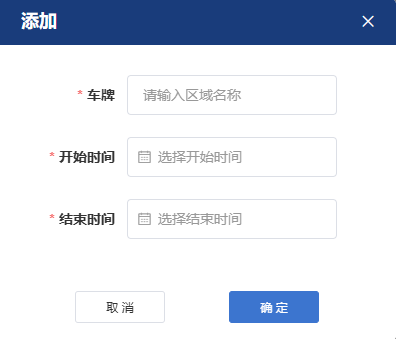 添加
* 车牌 请输入区域名称
* 开始时间 选择开始时间
* 结束时间 选择结束时间
取消 确定